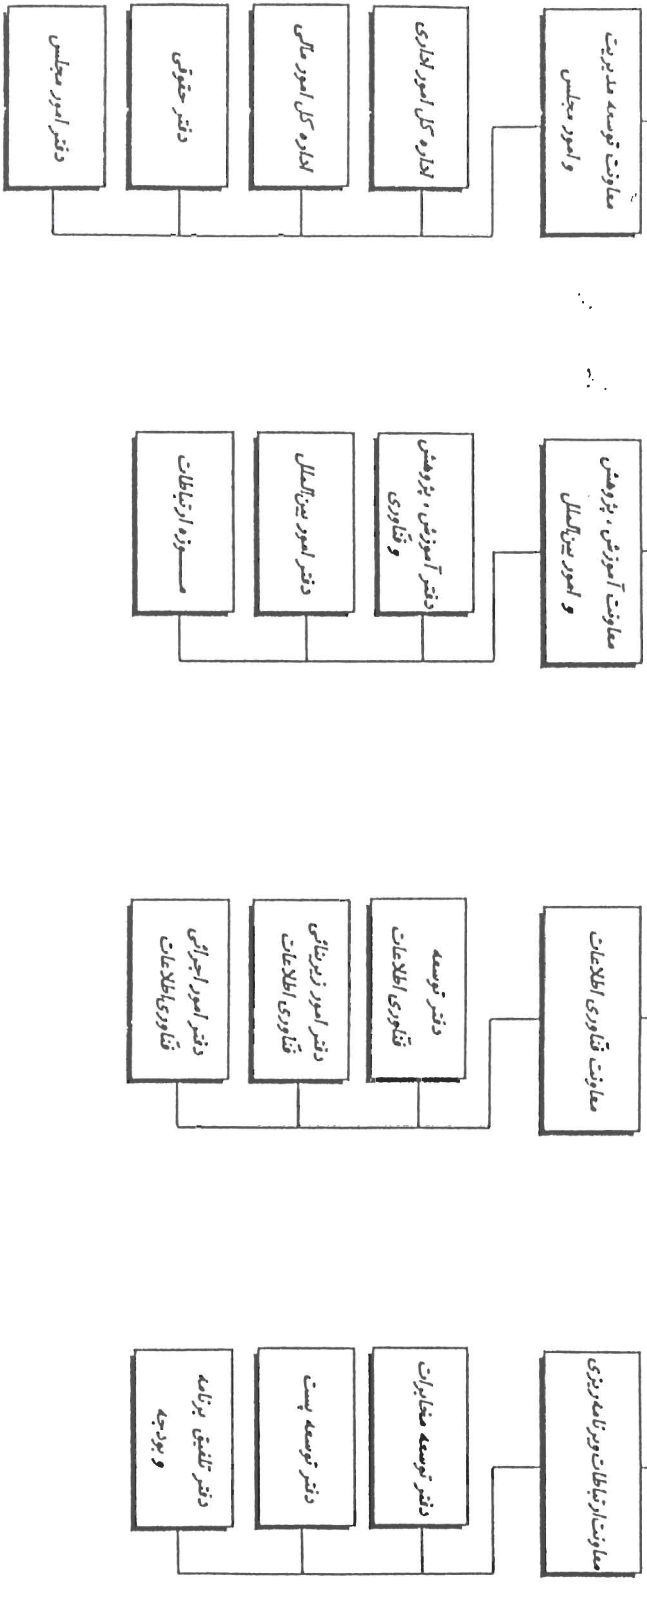 معاونت توسعه مدیریت
و امور مجلس
اداره کل امور اداری
اداره کل امور مالی
دفتر حقوقی
دفتر امور مجلس
معاونت آموزش ، پژوهش
و امور بین‌الملل
دفتر آموزش ، پژوهش
و فناوری
دفتر امور بین‌الملل
موزه ارتباطات
معاونت فناوری اطلاعات
دفتر توسعه
فناوری اطلاعات
دفتر امور زیربنائی
فناوری اطلاعات
دفتر امور اجرائی
فناوری اطلاعات
معاونت ارتباطات و برنامه ریزی
دفتر توسعه مخابرات
دفتر توسعه پست
دفتر تلفیق برنامه
و بودجه